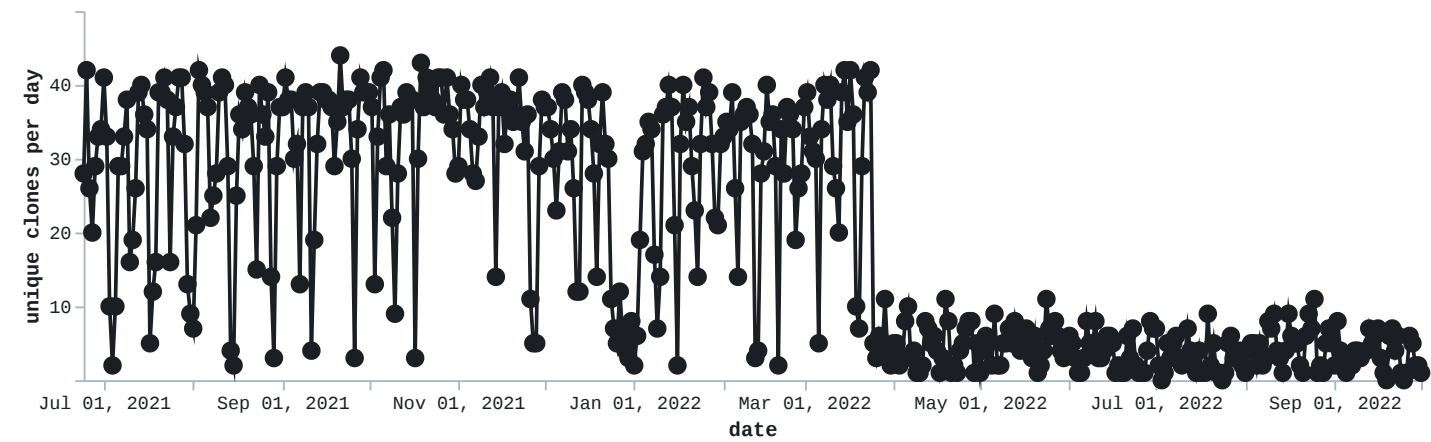 unique clones per day
40
30
20
10
Jul 01, 2021 Sep 01, 2021 Nov 01, 2021 Jan 01, 2022 Mar 01, 2022 May 01, 2022 Jul 01, 2022 Sep 01, 2022
date